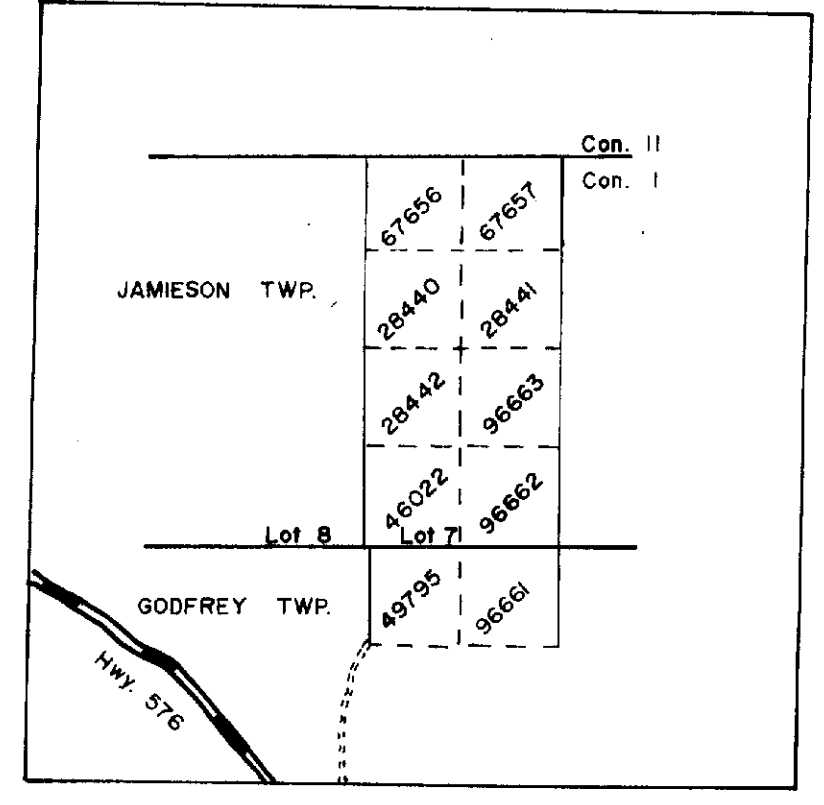 Con. II
Con. I
67656 67657
JAMIESON TWP.
28440 28441
28442 96663
46022 96662
Lot 8 Lot 7
GODFREY TWP.
49795 96661
Hwy. 576